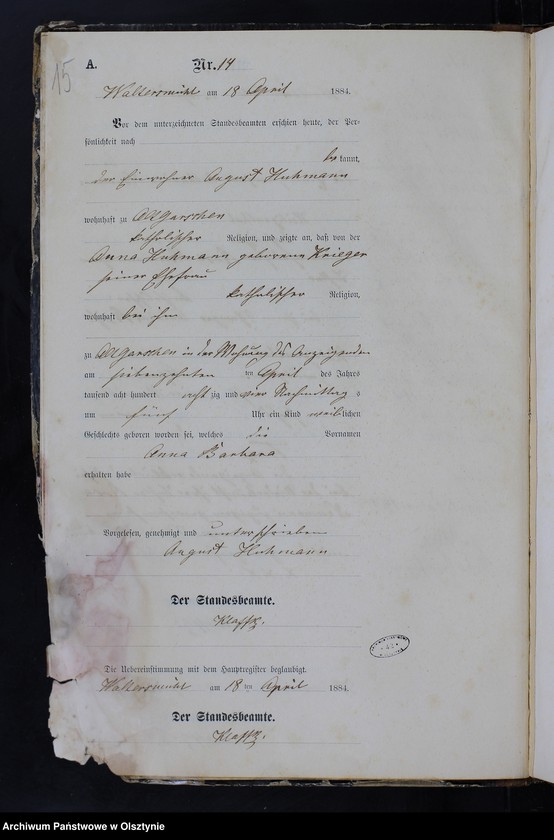 15
A. Nr. 14
Waltersmühl am 18 April 1884.
Vor dem unterzeichneten Standesbeamten erschien heute, der Per-
sönlichkeit nach
be kannt,
der Einwohner August Huhmann
wohnhaft zu Altgarschen
katholischer Religion, und zeigte an, daß von der
Anna Huhmann geborenen Krieger
seiner Ehefrau
katholischer Religion,
wohnhaft bei ihm
zu Altgarschen in der Wohnung des Anzeigenden
am siebenzehnten ten April des Jahres
tausend acht hundert acht zig und vier Nachmittag s
um fünf Uhr ein Kind weib lichen
Geschlechts geboren worden sei, welches die Vornamen
Anna Barbara
erhalten habe
Vorgelesen, genehmigt und unterschrieben
August Huhmann
Der Standesbeamte.
Die Uebereinstimmung mit dem Hauptregister beglaubigt.
Waltersmühl am 18 ten April 1884.
Der Standesbeamte.
Archiwum Państwowe w Olsztynie